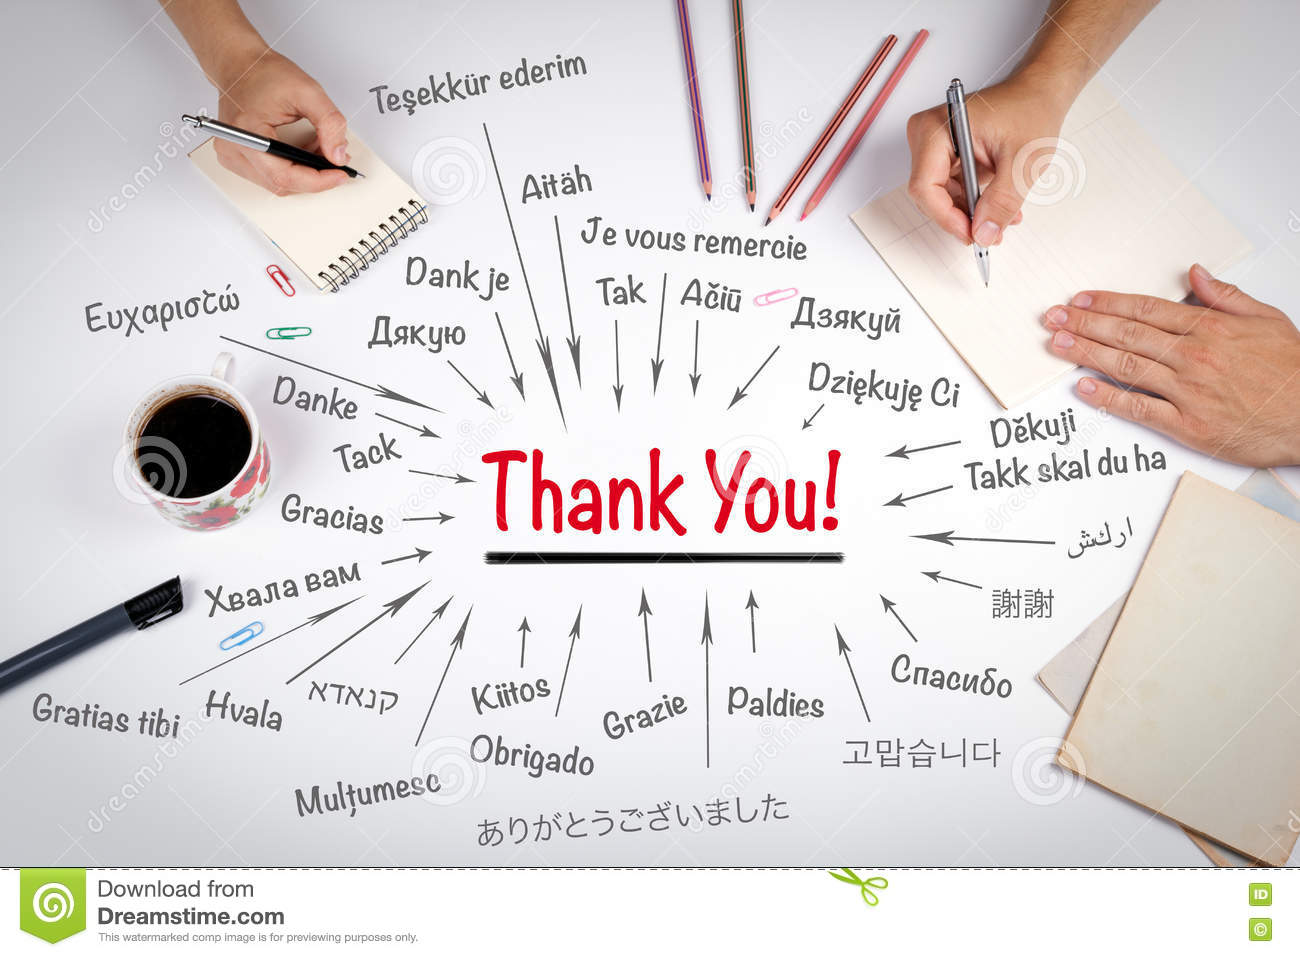 Teşekkür ederim
Aitäh
Je vous remercie
Dank je
Tak
Ačiū
Дзякуй
Ευχαριστώ
Дякую
Dziękuję Ci
Danke
Děkuji
Tack
Takk skal du ha
Thank You!
Gracias
اركش
Хвала вам
謝謝
Gratias tibi
Hvala
קנאדא
Kiitos
Grazie
Paldies
Спасибо
Obrigado
고맙습니다
Mulțumesc
ありがとうございました
dreamstime
Download from
Dreamstime.com
This watermarked comp image is for previewing purposes only.
ID
©